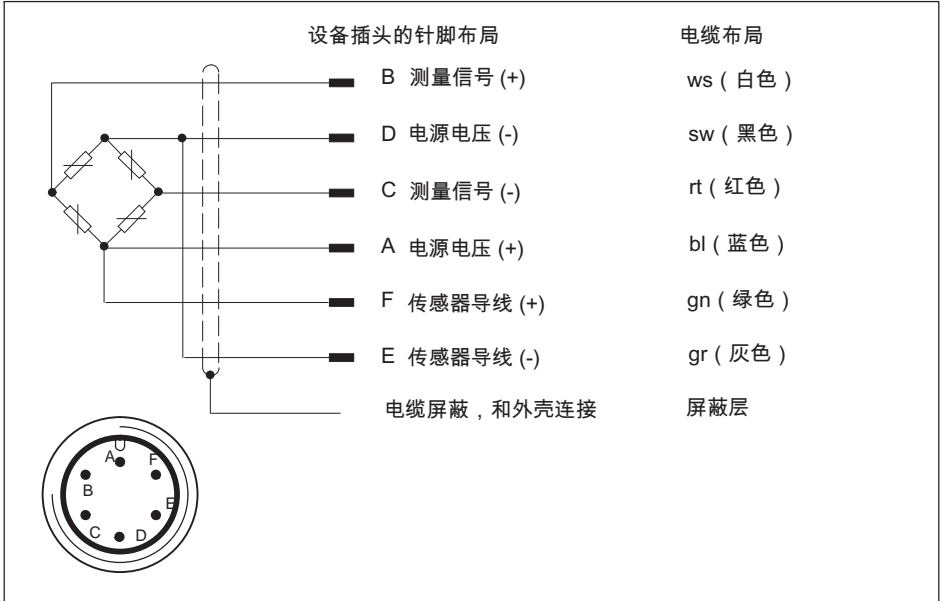 设备插头的针脚布局 电缆布局
B 测量信号 (+) ws（白色）
D 电源电压 (-) sw（黑色）
C 测量信号 (-) rt（红色）
A 电源电压 (+) bl（蓝色）
F 传感器导线 (+) gn（绿色）
E 传感器导线 (-) gr（灰色）
电缆屏蔽，和外壳连接 屏蔽层
A F
B E
C D